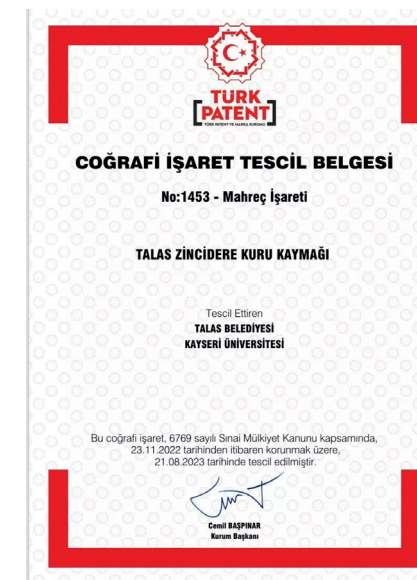 TÜRK
PATENT
TÜRK PATENT VE MARKA KURUMU
COĞRAFİ İŞARET TESCİL BELGESİ
No:1453 - Mahreç İşareti
TALAS ZİNCİDERE KURU KAYMAĞI
Tescil Ettiren
TALAS BELEDİYESİ
KAYSERİ ÜNİVERSİTESİ
Bu coğrafi işaret, 6769 sayılı Sınai Mülkiyet Kanunu kapsamında,
23.11.2022 tarihinden itibaren korunmak üzere,
21.08.2023 tarihinde tescil edilmiştir.
Cemil BAŞPINAR
Kurum Başkanı